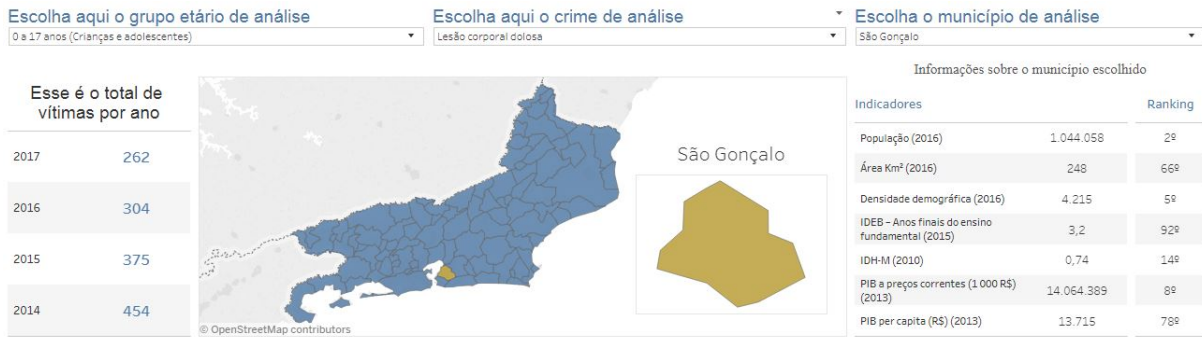 Escolha aqui o grupo etário de análise
0 a 17 anos (Crianças e adolescentes)
Escolha aqui o crime de análise
Lesão corporal dolosa
Escolha o município de análise
São Gonçalo
Esse é o total de
vítimas por ano
2017 262
2016 304
2015 375
2014 454
© OpenStreetMap contributors
São Gonçalo
Informações sobre o município escolhido
Indicadores Ranking
População (2016) 1.044.058 2º
Área Km² (2016) 248 66º
Densidade demográfica (2016) 4.215 5º
IDEB – Anos finais do ensino
fundamental (2015) 3,2 92º
IDH-M (2010) 0,74 14º
PIB a preços correntes (1 000 R$)
(2013) 14.064.389 8º
PIB per capita (R$) (2013) 13.715 78º